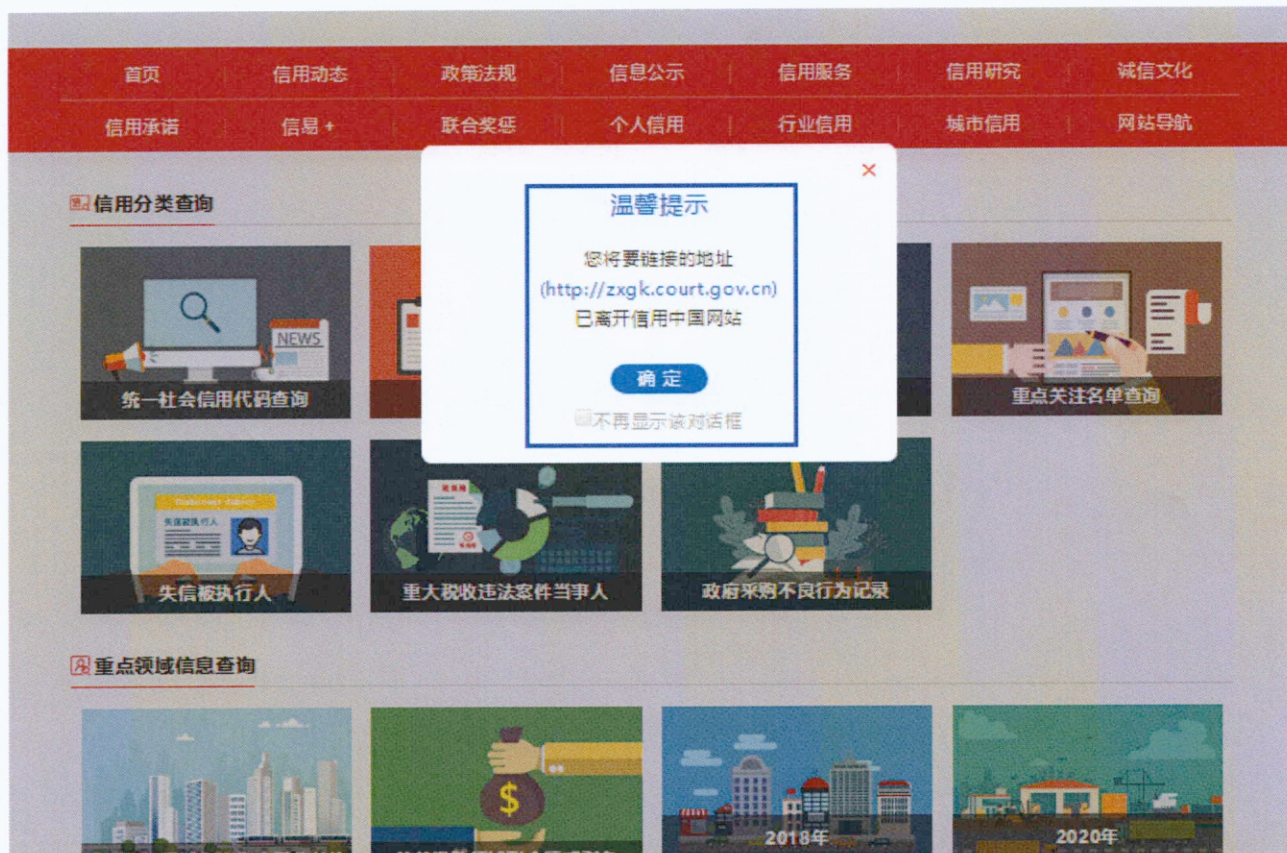 首页 信用动态 政策法规 信息公示 信用服务 信用研究 诚信文化
信用承诺 信易+ 联合奖惩 个人信用 行业信用 城市信用 网站导航
信用分类查询
温馨提示
您将要链接的地址
(http://zxgk.court.gov.cn)
已离开信用中国网站
确定
不再显示该对话框
NEWS
统一社会信用代码查询
重点关注名单查询
失信被执行人
失信被执行人
重大税收违法案件当事人
政府采购不良行为记录
重点领域信息查询
$
2018年
2020年